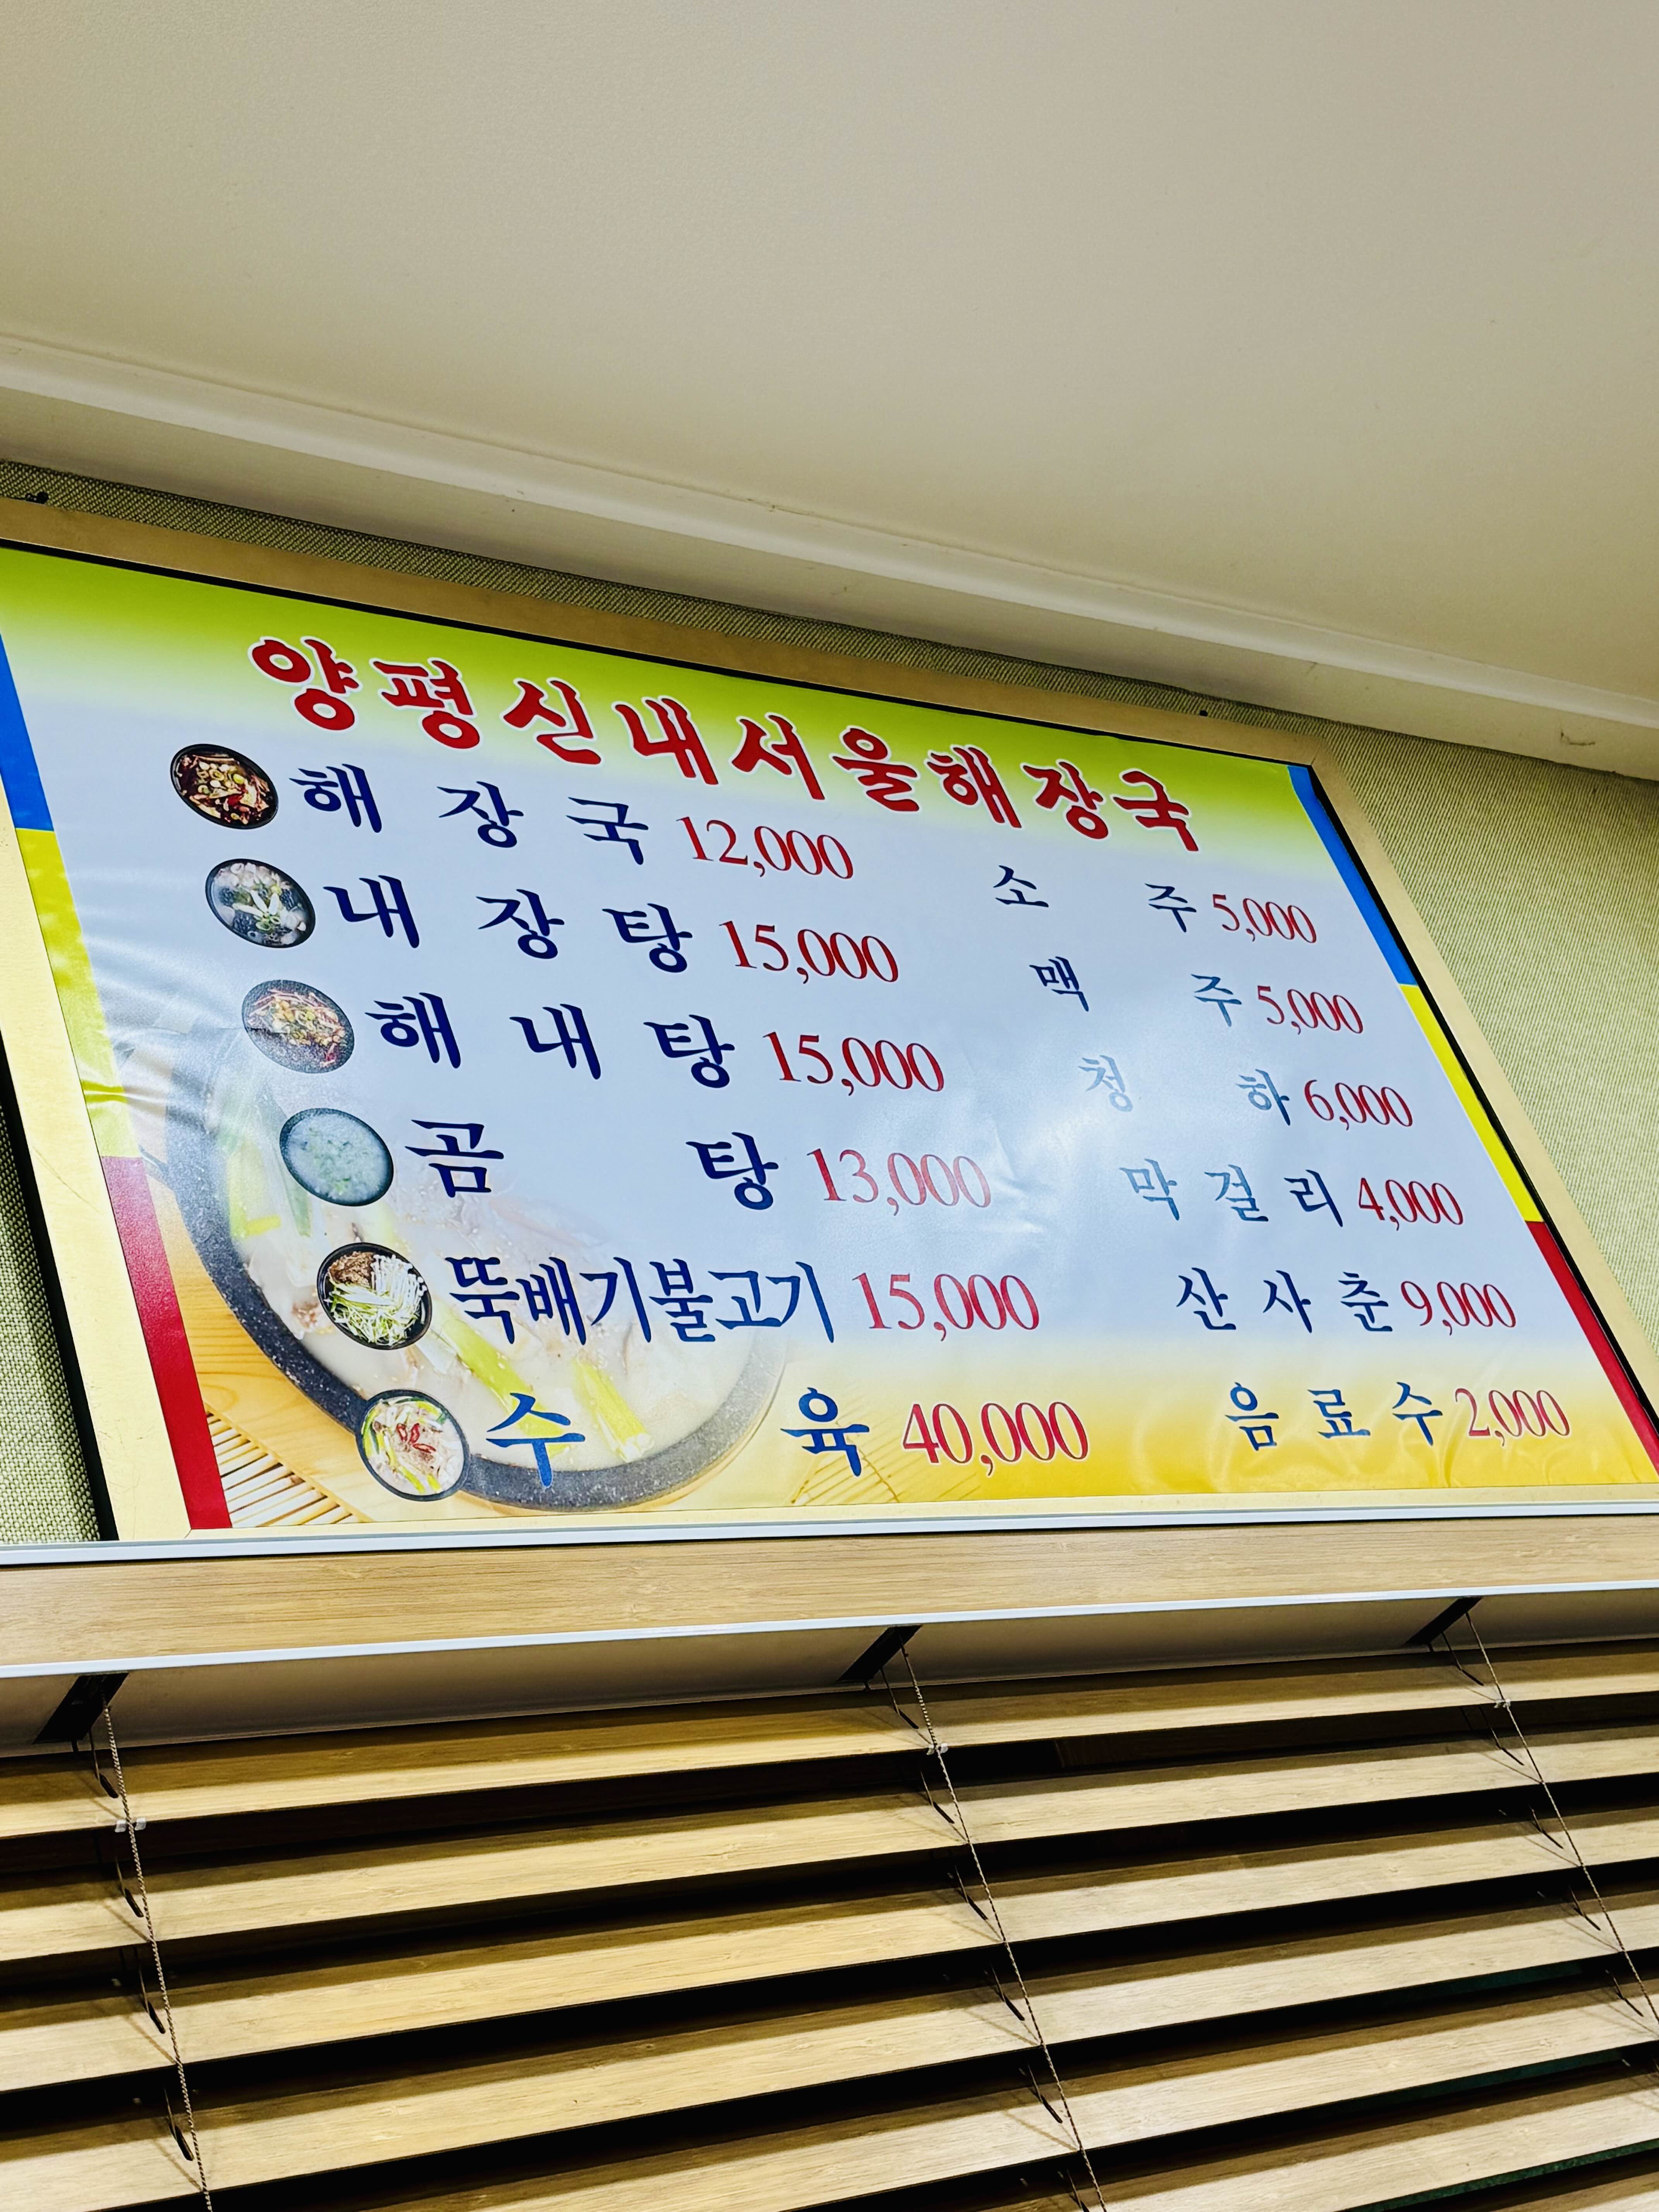 양평신내서울해장국
해장국 12,000
내장탕 15,000
해내탕 15,000
곰탕 13,000
뚝배기불고기 15,000
수육 40,000
소주 5,000
맥주 5,000
청하 6,000
막걸리 4,000
산사춘 9,000
음료수 2,000